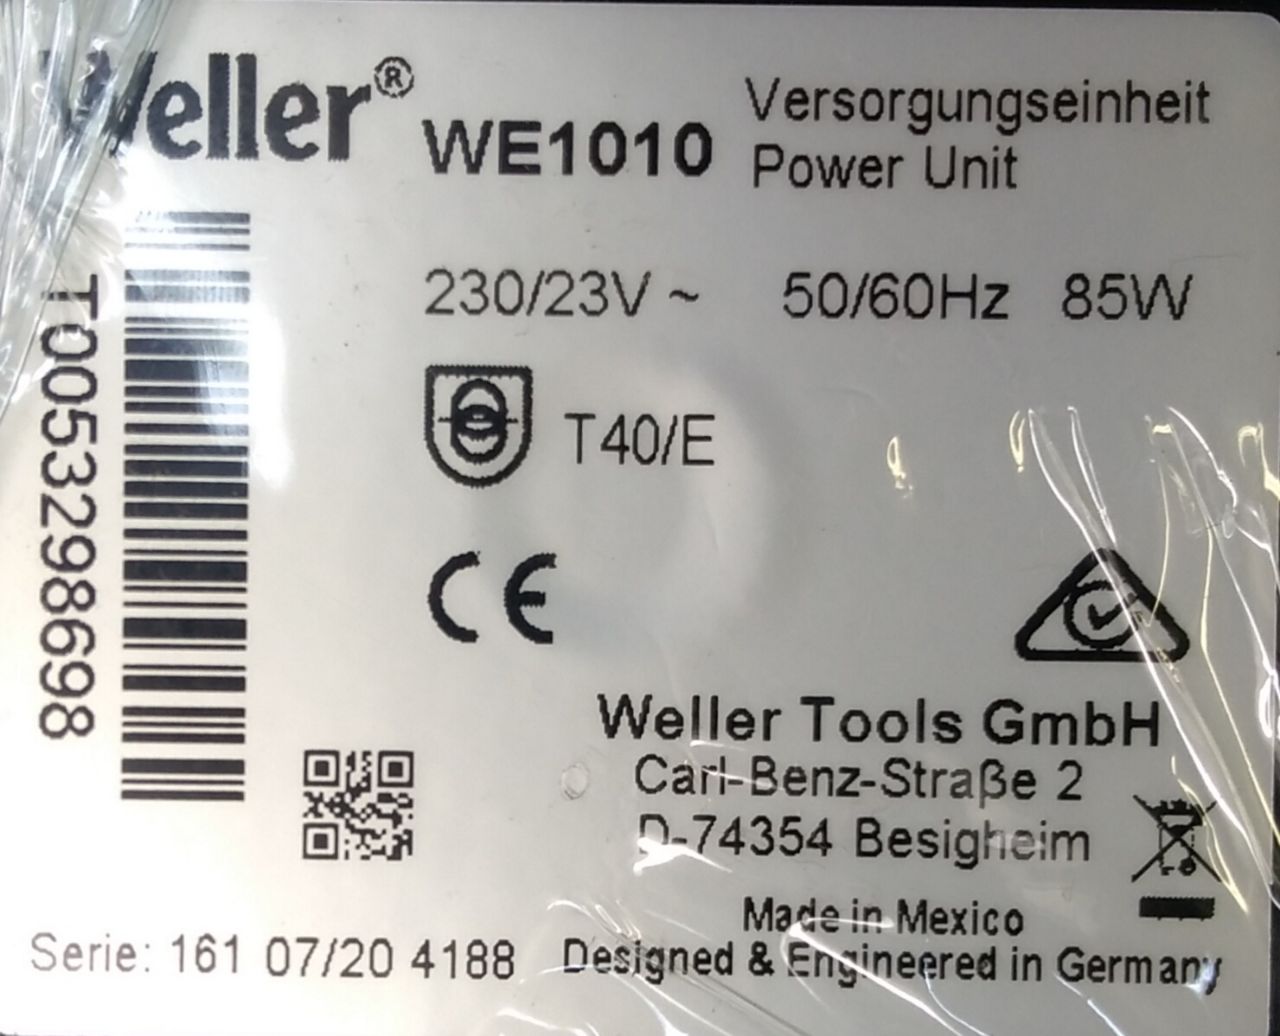 Weller®
WE1010
Versorgungseinheit
Power Unit
230/23V ~ 50/60Hz 85W
T40/E
CE
T0053298698
Weller Tools GmbH
Carl-Benz-Straße 2
D-74354 Besigheim
Made in Mexico
Serie: 161 07/20 4188
Designed & Engineered in Germany